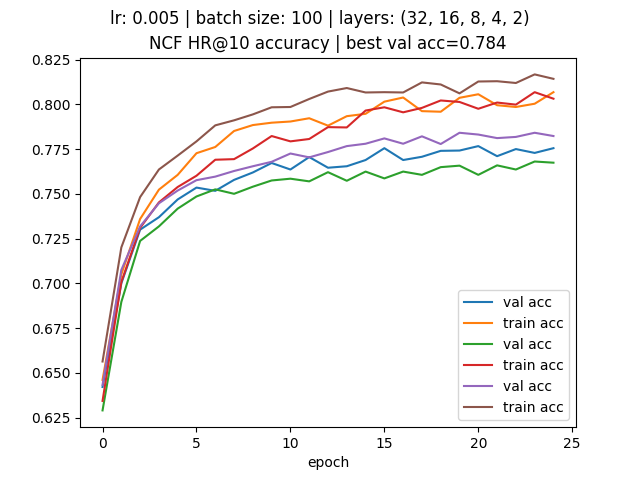 lr: 0.005 | batch size: 100 | layers: (32, 16, 8, 4, 2)
NCF HR@10 accuracy | best val acc=0.784
0.825
0.800
0.775
0.750
0.725
0.700
0.675
0.650
0.625
val acc
train acc
val acc
train acc
val acc
train acc
0 5 10 15 20 25
epoch